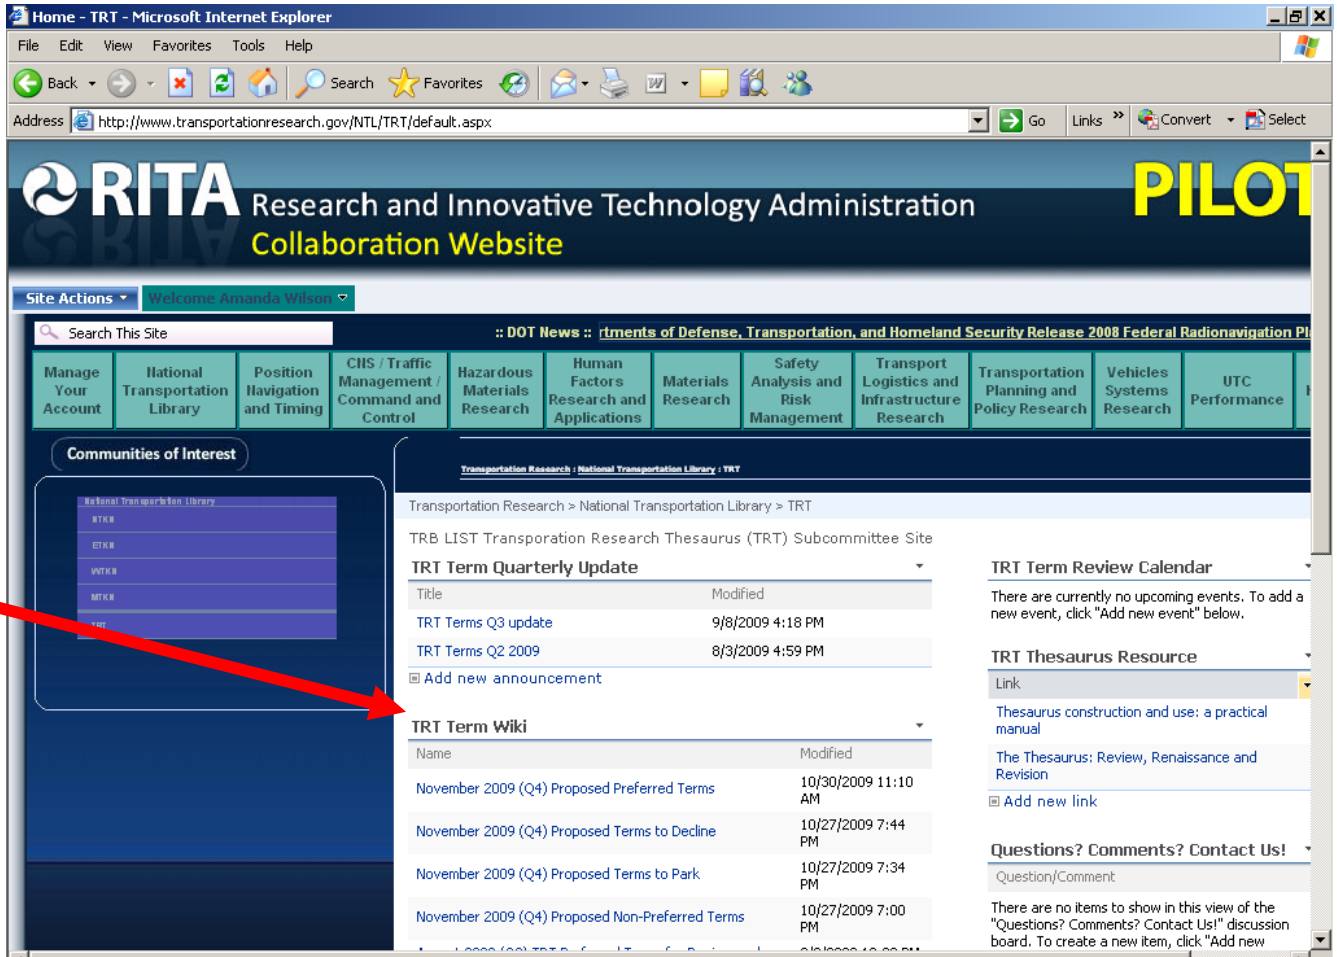 Home - TRT - Microsoft Internet Explorer
File Edit View Favorites Tools Help
Back Search Favorites
Address http://www.transportationresearch.gov/NTL/TRT/default.aspx Go Links » Convert Select
RITA Research and Innovative Technology Administration
PILOT
Collaboration Website
Site Actions Welcome Amanda Wilson
Search This Site
:: DOT News :: rtments of Defense, Transportation, and Homeland Security Release 2008 Federal Radionavigation Pl
Manage Your Account
National Transportation Library
Position Navigation and Timing
CNS / Traffic Management / Command and Control
Hazardous Materials Research
Human Factors Research and Applications
Materials Research
Safety Analysis and Risk Management
Transport Logistics and Infrastructure Research
Transportation Planning and Policy Research
Vehicles Systems Research
UTC Performance
Communities of Interest
National Transportation Library
NTKN
ETKN
WTKN
MTKN
TRT
Transportation Research : National Transportation Library : TRT
Transportation Research > National Transportation Library > TRT
TRB LIST Transporation Research Thesaurus (TRT) Subcommittee Site
TRT Term Quarterly Update
Title Modified
TRT Terms Q3 update 9/8/2009 4:18 PM
TRT Terms Q2 2009 8/3/2009 4:59 PM
Add new announcement
TRT Term Wiki
Name Modified
November 2009 (Q4) Proposed Preferred Terms 10/30/2009 11:10 AM
November 2009 (Q4) Proposed Terms to Decline 10/27/2009 7:44 PM
November 2009 (Q4) Proposed Terms to Park 10/27/2009 7:34 PM
November 2009 (Q4) Proposed Non-Preferred Terms 10/27/2009 7:00 PM
TRT Term Review Calendar
There are currently no upcoming events. To add a
new event, click "Add new event" below.
TRT Thesaurus Resource
Link
Thesaurus construction and use: a practical
manual
The Thesaurus: Review, Renaissance and
Revision
Add new link
Questions? Comments? Contact Us!
Question/Comment
There are no items to show in this view of the
"Questions? Comments? Contact Us!" discussion
board. To create a new item, click "Add new